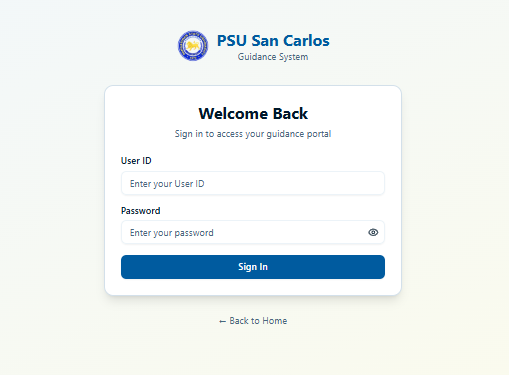 PSU San Carlos
Guidance System
Welcome Back
Sign in to access your guidance portal
User ID
Enter your User ID
Password
Enter your password
Sign In
← Back to Home